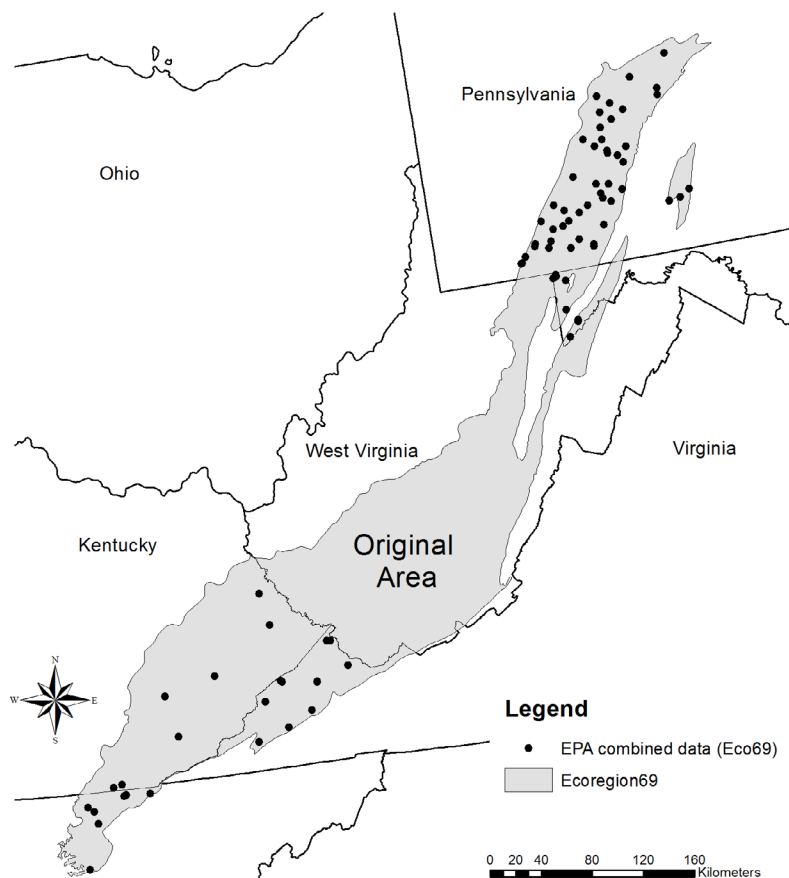 Pennsylvania
Ohio
West Virginia
Virginia
Kentucky
Original
Area
N
W
E
S
Legend
EPA combined data (Eco69)
Ecoregion69
0 20 40 80 120 160
Kilometers